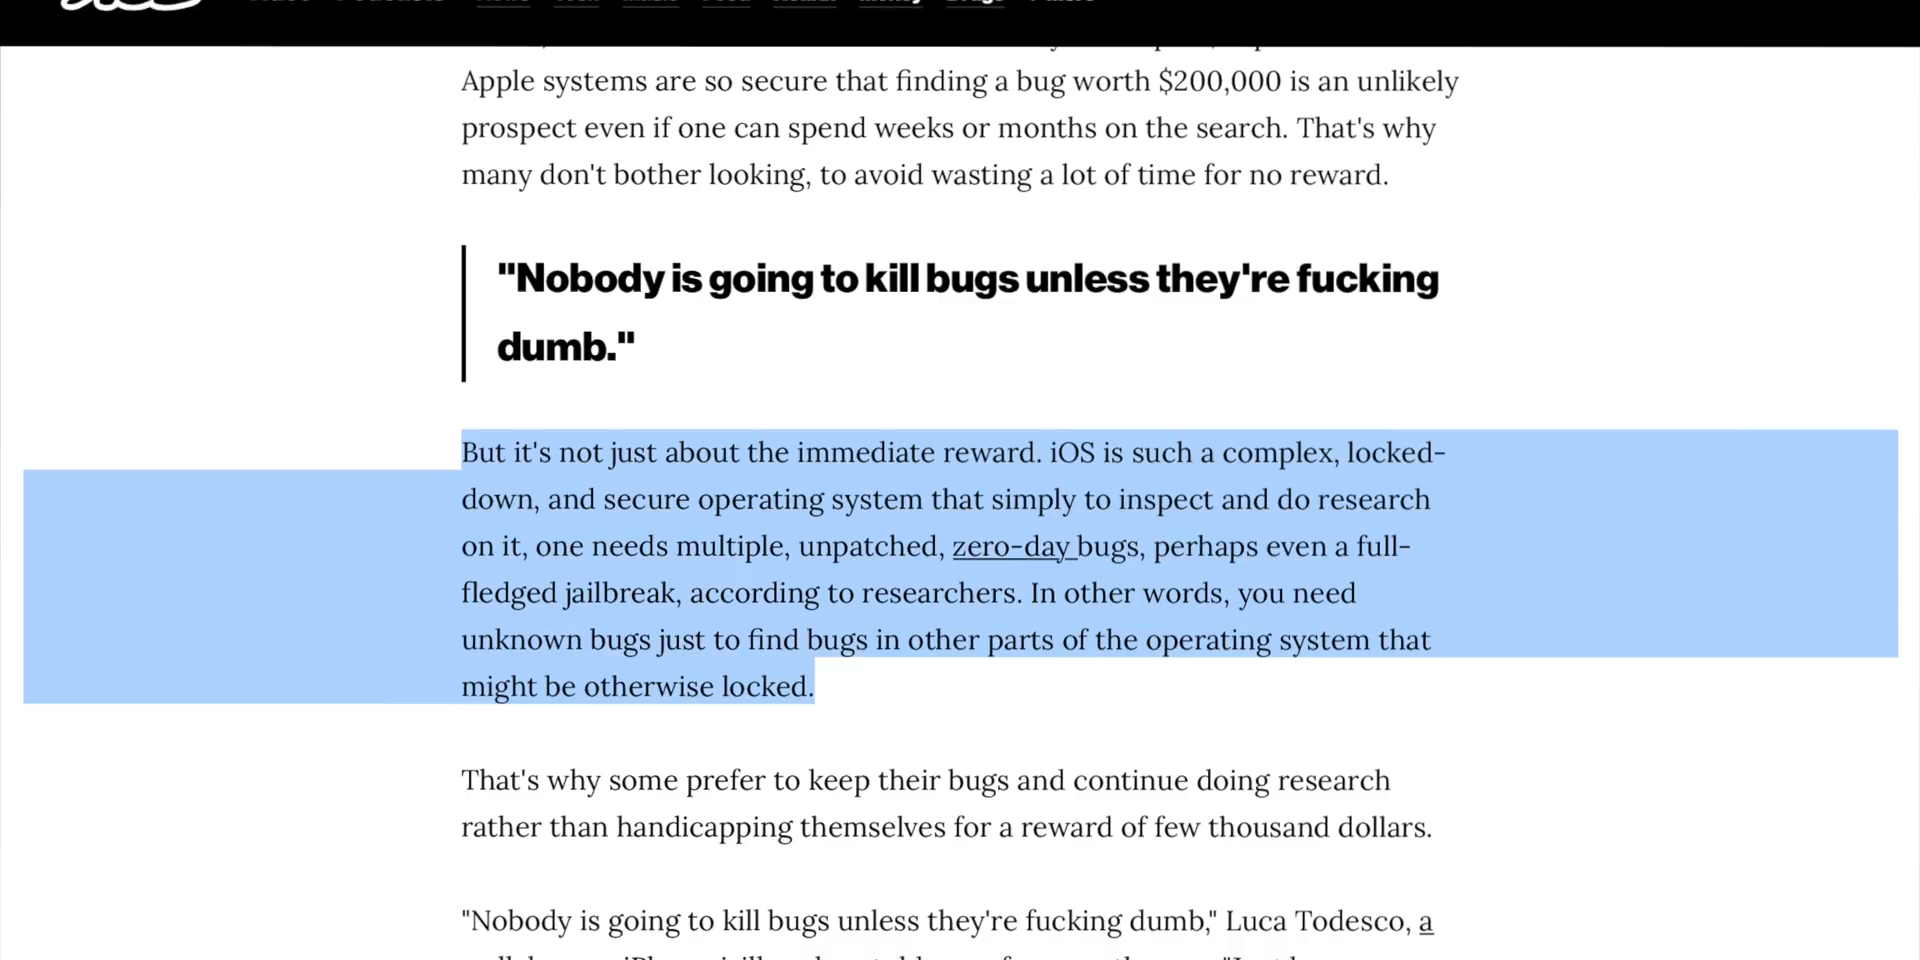 Apple systems are so secure that finding a bug worth $200,000 is an unlikely
prospect even if one can spend weeks or months on the search. That's why
many don't bother looking, to avoid wasting a lot of time for no reward.
"Nobody is going to kill bugs unless they're fucking
dumb."
But it's not just about the immediate reward. iOS is such a complex, locked-
down, and secure operating system that simply to inspect and do research
on it, one needs multiple, unpatched, zero-day bugs, perhaps even a full-
fledged jailbreak, according to researchers. In other words, you need
unknown bugs just to find bugs in other parts of the operating system that
might be otherwise locked.
That's why some prefer to keep their bugs and continue doing research
rather than handicapping themselves for a reward of few thousand dollars.
"Nobody is going to kill bugs unless they're fucking dumb," Luca Todesco, a